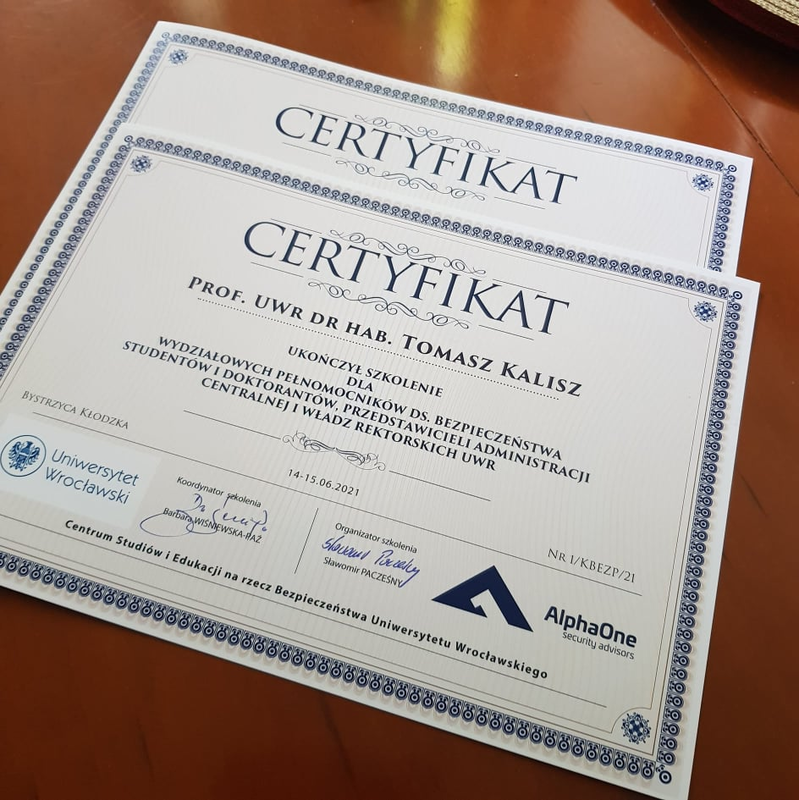 CERTYFIKAT
CERTYFIKAT
PROF. UWR DR HAB. TOMASZ KALISZ
UKOŃCZYŁ SZKOLENIE
DLA
WYDZIAŁOWYCH PEŁNOMOCNIKÓW DS. BEZPIECZEŃSTWA
STUDENTÓW I DOKTORANTÓW, PRZEDSTAWICIELI ADMINISTRACJI
CENTRALNEJ I WŁADZ REKTORSKICH UWR
BYSTRZYCA KŁODZKA
14-15.06.2021
NR 1/KBEZP/21
Uniwersytet
Wrocławski
Koordynator szkolenia
Barbara WIŚNIEWSKA-PAŹ
Organizator szkolenia
Sławomir PACZEŚNY
AlphaOne
security advisors
Centrum Studiów i Edukacji na rzecz Bezpieczeństwa Uniwersytetu Wrocławskiego